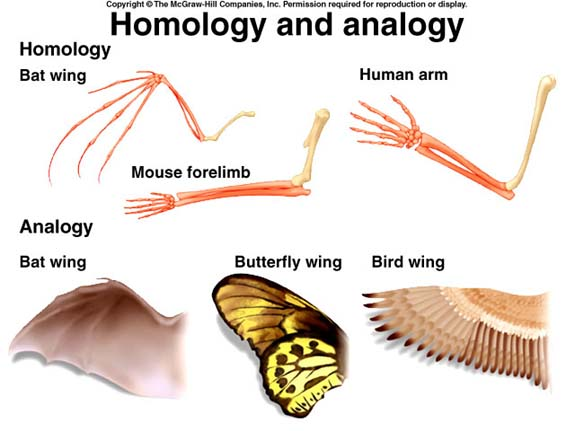 Copyright © The McGraw-Hill Companies, Inc. Permission required for reproduction or display.
Homology and analogy
Homology
Bat wing
Human arm
Mouse forelimb
Analogy
Bat wing
Butterfly wing
Bird wing